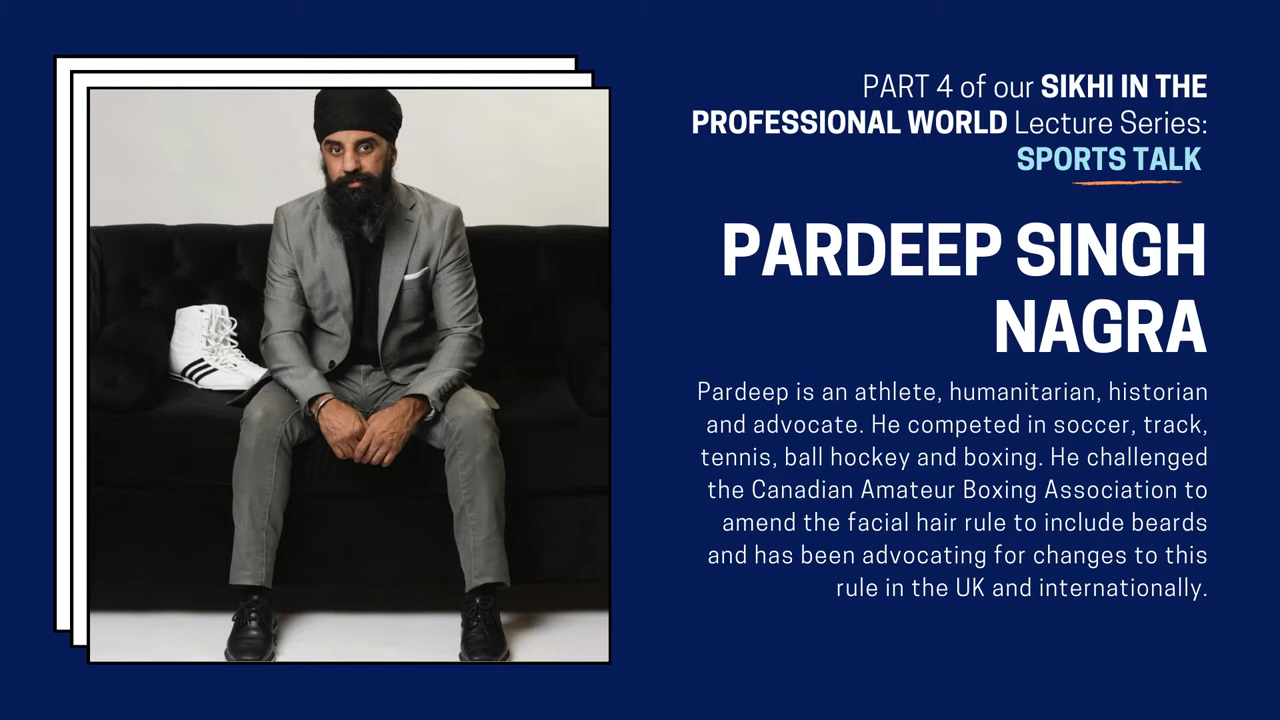 PART 4 of our SIKHI IN THE
PROFESSIONAL WORLD Lecture Series:
SPORTS TALK
PARDEEP SINGH
NAGRA
Pardeep is an athlete, humanitarian, historian
and advocate. He competed in soccer, track,
tennis, ball hockey and boxing. He challenged
the Canadian Amateur Boxing Association to
amend the facial hair rule to include beards
and has been advocating for changes to this
rule in the UK and internationally.